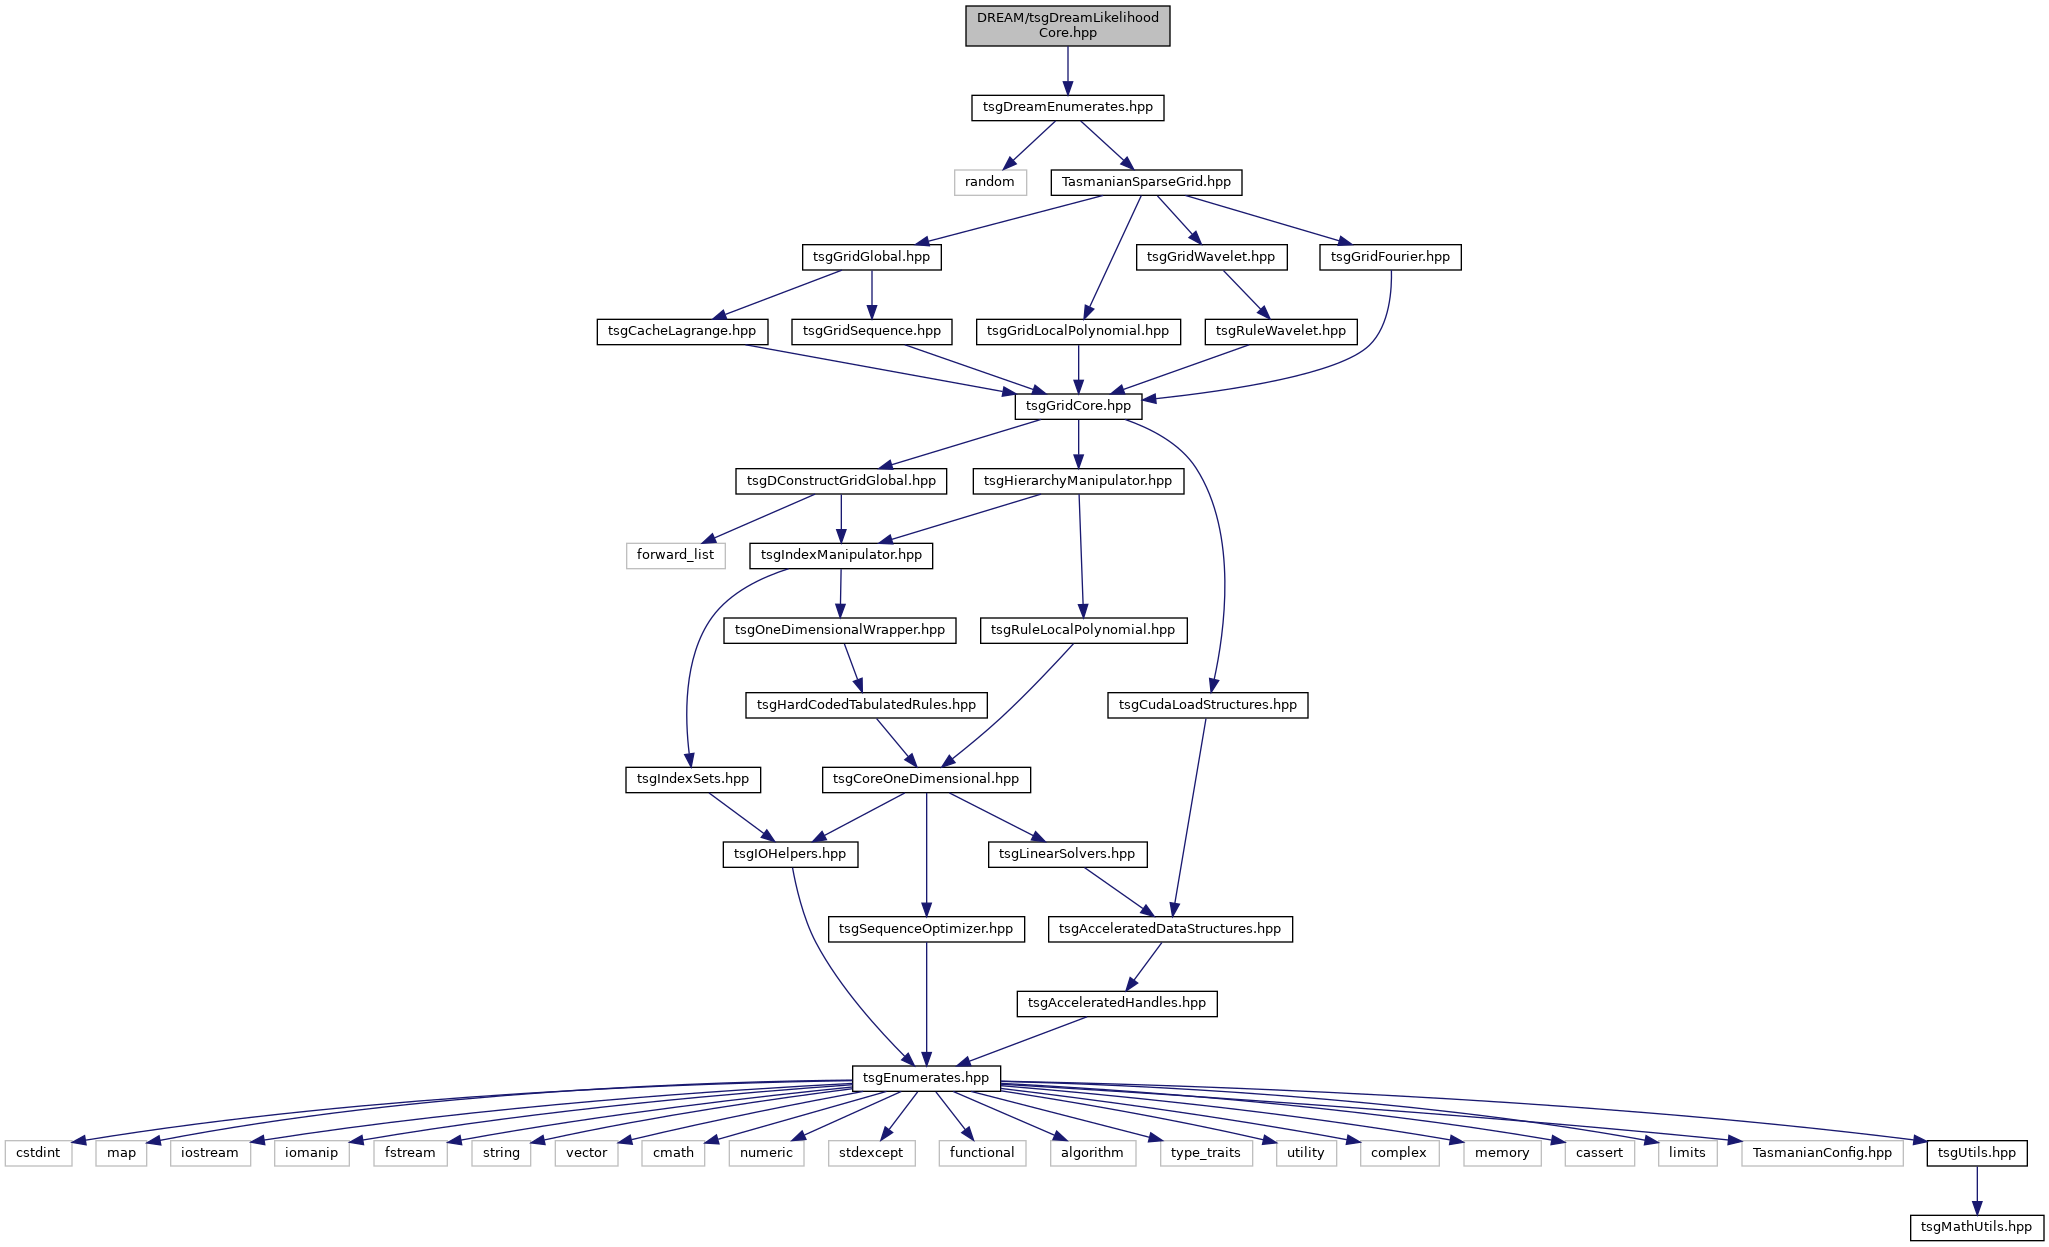 DREAM/tsgDreamLikelihood
Core.hpp
tsgDreamEnumerates.hpp
random
TasmanianSparseGrid.hpp
tsgGridGlobal.hpp
tsgGridWavelet.hpp
tsgGridFourier.hpp
tsgCacheLagrange.hpp
tsgGridSequence.hpp
tsgGridLocalPolynomial.hpp
tsgRuleWavelet.hpp
tsgGridCore.hpp
tsgDConstructGridGlobal.hpp
tsgHierarchyManipulator.hpp
forward_list
tsgIndexManipulator.hpp
tsgOneDimensionalWrapper.hpp
tsgRuleLocalPolynomial.hpp
tsgHardCodedTabulatedRules.hpp
tsgCudaLoadStructures.hpp
tsgIndexSets.hpp
tsgCoreOneDimensional.hpp
tsgIOHelpers.hpp
tsgLinearSolvers.hpp
tsgSequenceOptimizer.hpp
tsgAcceleratedDataStructures.hpp
tsgAcceleratedHandles.hpp
tsgEnumerates.hpp
cstdint
map
iostream
iomanip
fstream
string
vector
cmath
numeric
stdexcept
functional
algorithm
type_traits
utility
complex
memory
cassert
limits
TasmanianConfig.hpp
tsgUtils.hpp
tsgMathUtils.hpp